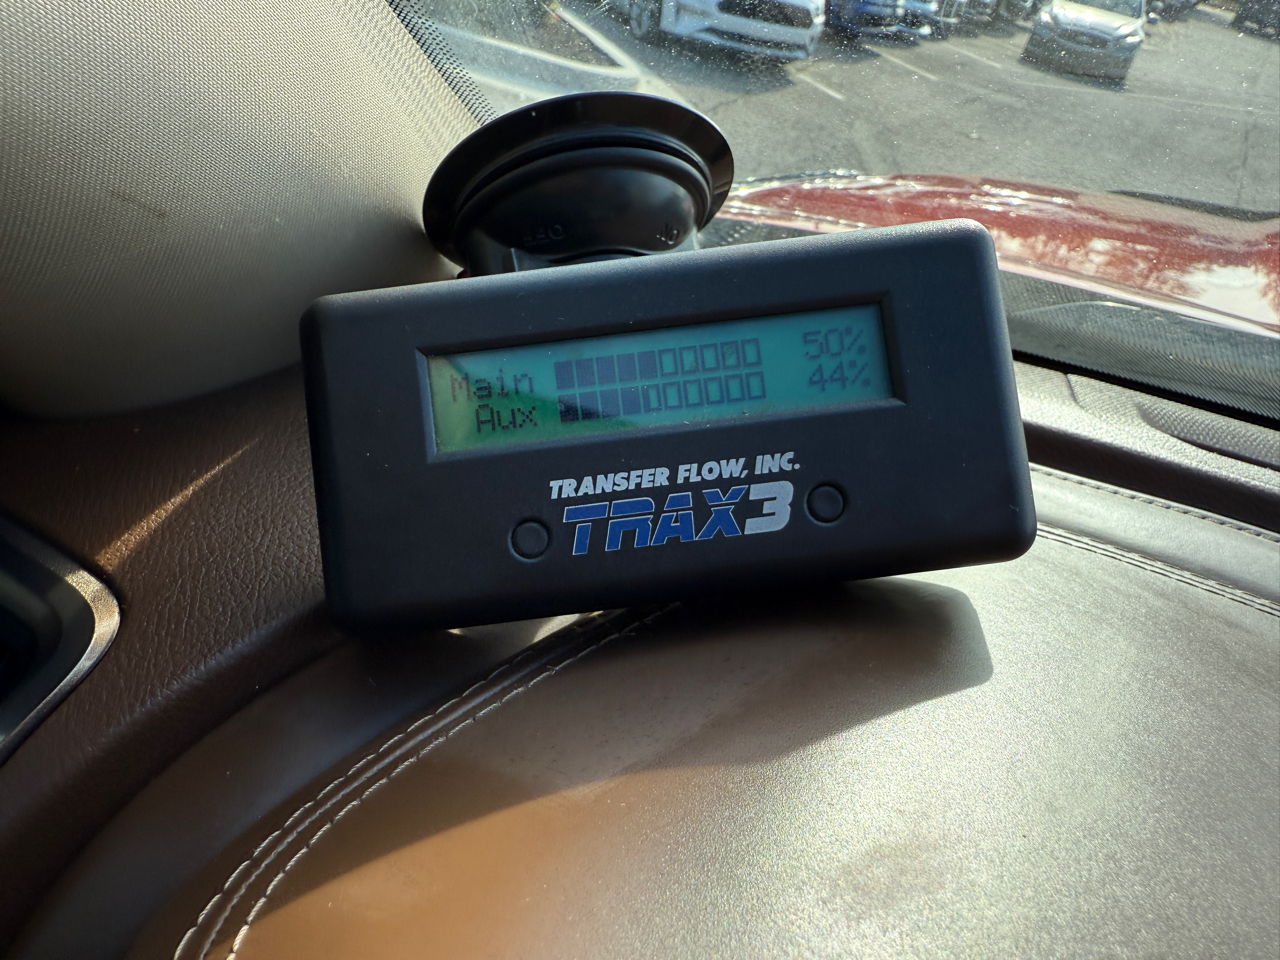 Main 50%
Aux 44%
TRANSFER FLOW, INC.
TRAX3